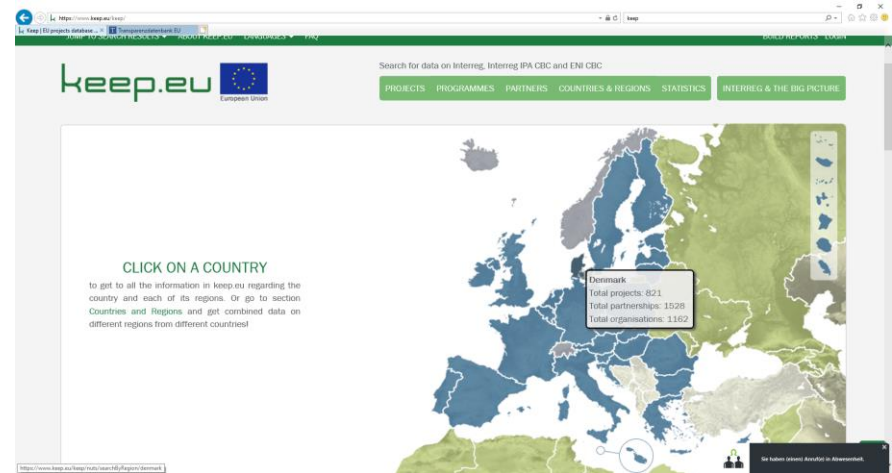 https://www.keep.eu/keep/
keep
Keep | EU projects database...
Transparenzdatenbank EU
JUMP TO SEARCH RESULTS ABOUT KEEP.EU LANGUAGES FAQ
BUILD REPORTS LOGIN
keep.eu
European Union
Search for data on Interreg, Interreg IPA CBC and ENI CBC
PROJECTS PROGRAMMES PARTNERS COUNTRIES & REGIONS STATISTICS INTERREG & THE BIG PICTURE
CLICK ON A COUNTRY
to get to all the information in keep.eu regarding the
country and each of its regions. Or go to section
Countries and Regions and get combined data on
different regions from different countries!
Denmark
Total projects: 821
Total partnerships: 1528
Total organisations: 1162
https://www.keep.eu/keep/nuts/searchByRegion/denmark
Sie haben (einen) Anruf(e) in Abwesenheit.